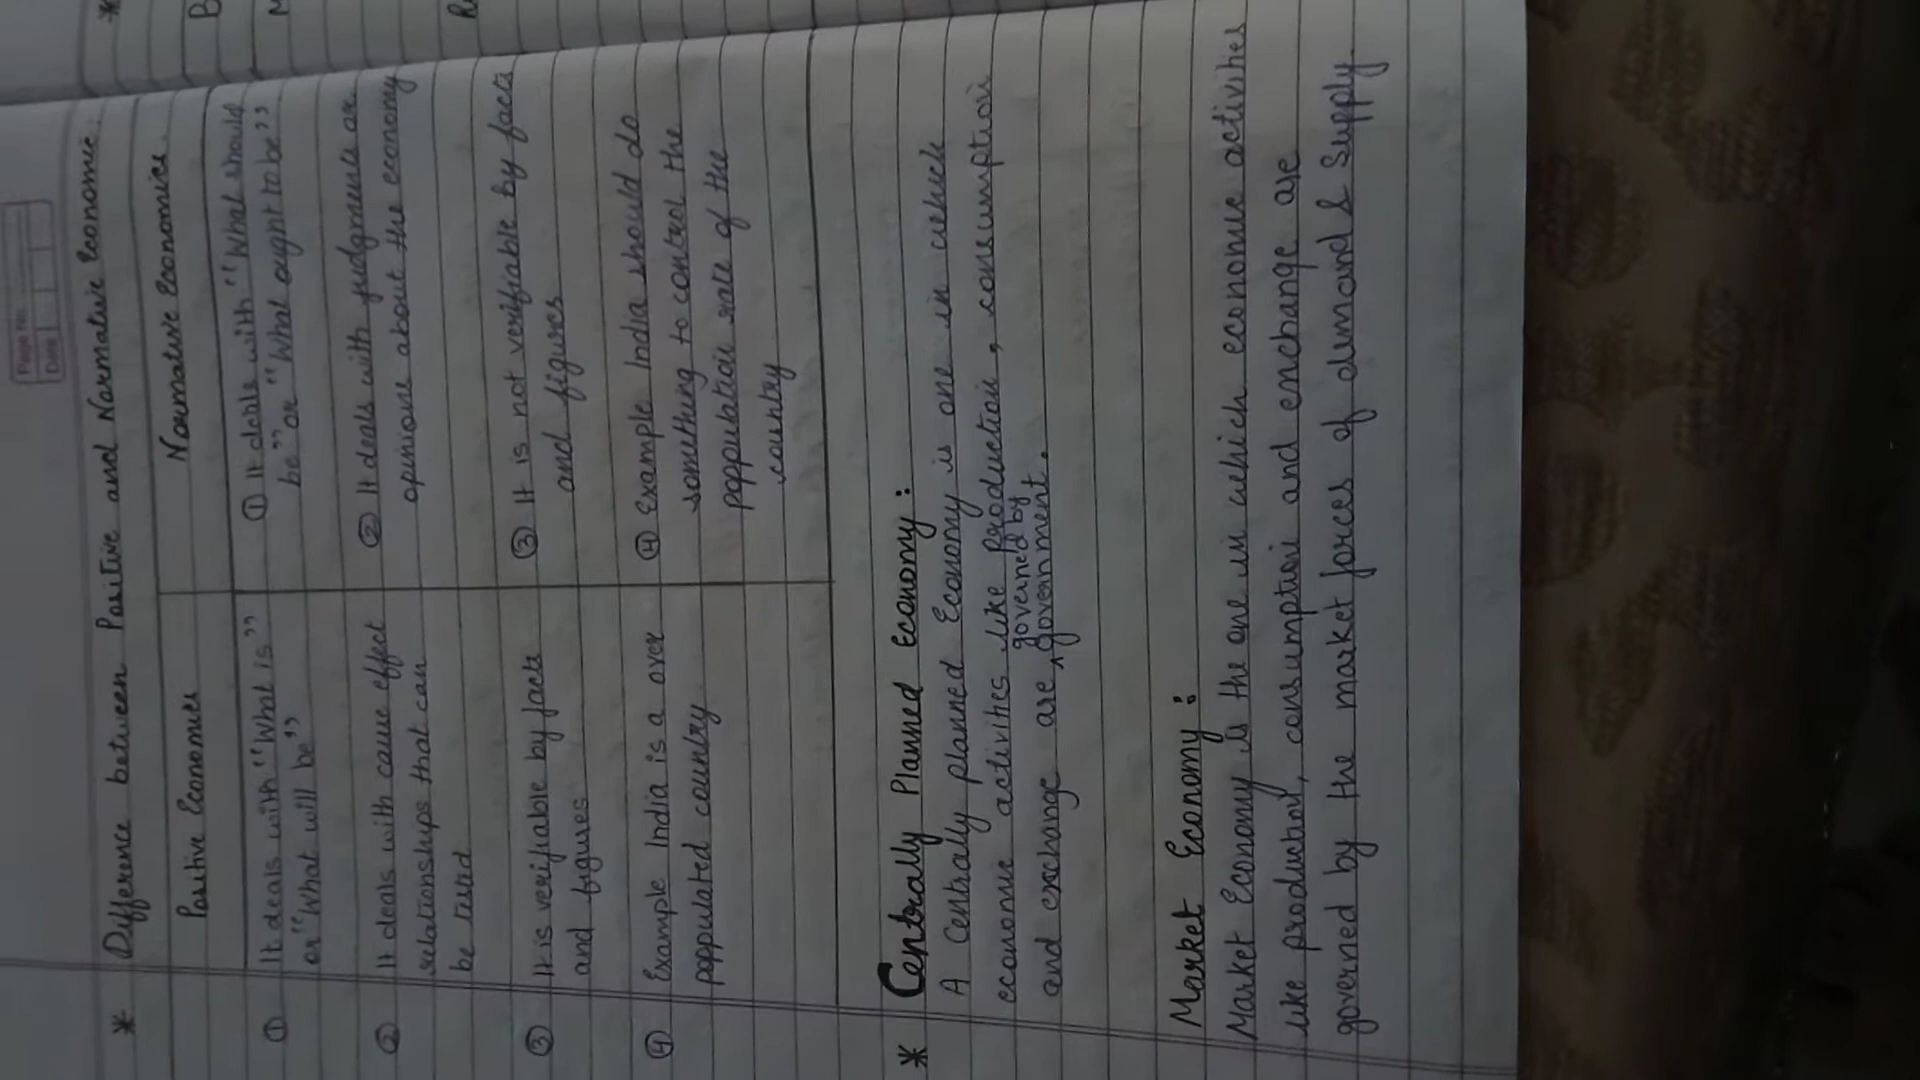 Page No.
Date
* Difference between Positive and Normative Economic.
Positive Economics
Normative Economics.
① It deals with "What is"
or "What will be"
② It deals with cause effect
relationships that can
be read
③ It is verifiable by facts
and figures
④ Example India is a over
populated country
① It deals with "What should
be" or "What ought to be"
② It deals with judgments are
opinions about the economy
③ It is not verifiable by facts
and figures
④ Example India should do
something to control the
population rate of the
country
* Centrally Planned Economy:
A Centrally planned Economy is one in which
economic activities like production, consumption
and exchange are ^ governed by government.
Market Economy:
Market Economy is the one in which economic activities
like production, consumption and enchange are
governed by the market forces of demand & Supply.